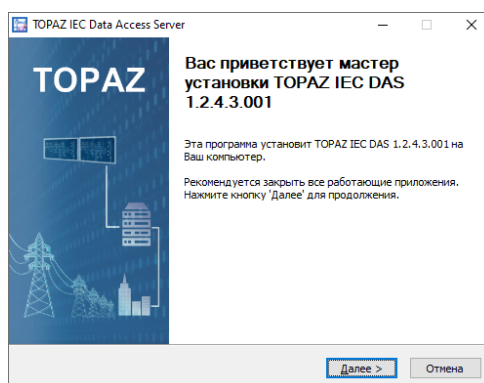 TOPAZ IEC Data Access Server
TOPAZ
Вас приветствует мастер
установки TOPAZ IEC DAS
1.2.4.3.001
Эта программа установит TOPAZ IEC DAS 1.2.4.3.001 на
Ваш компьютер.
Рекомендуется закрыть все работающие приложения.
Нажмите кнопку 'Далее' для продолжения.
Далее >
Отмена